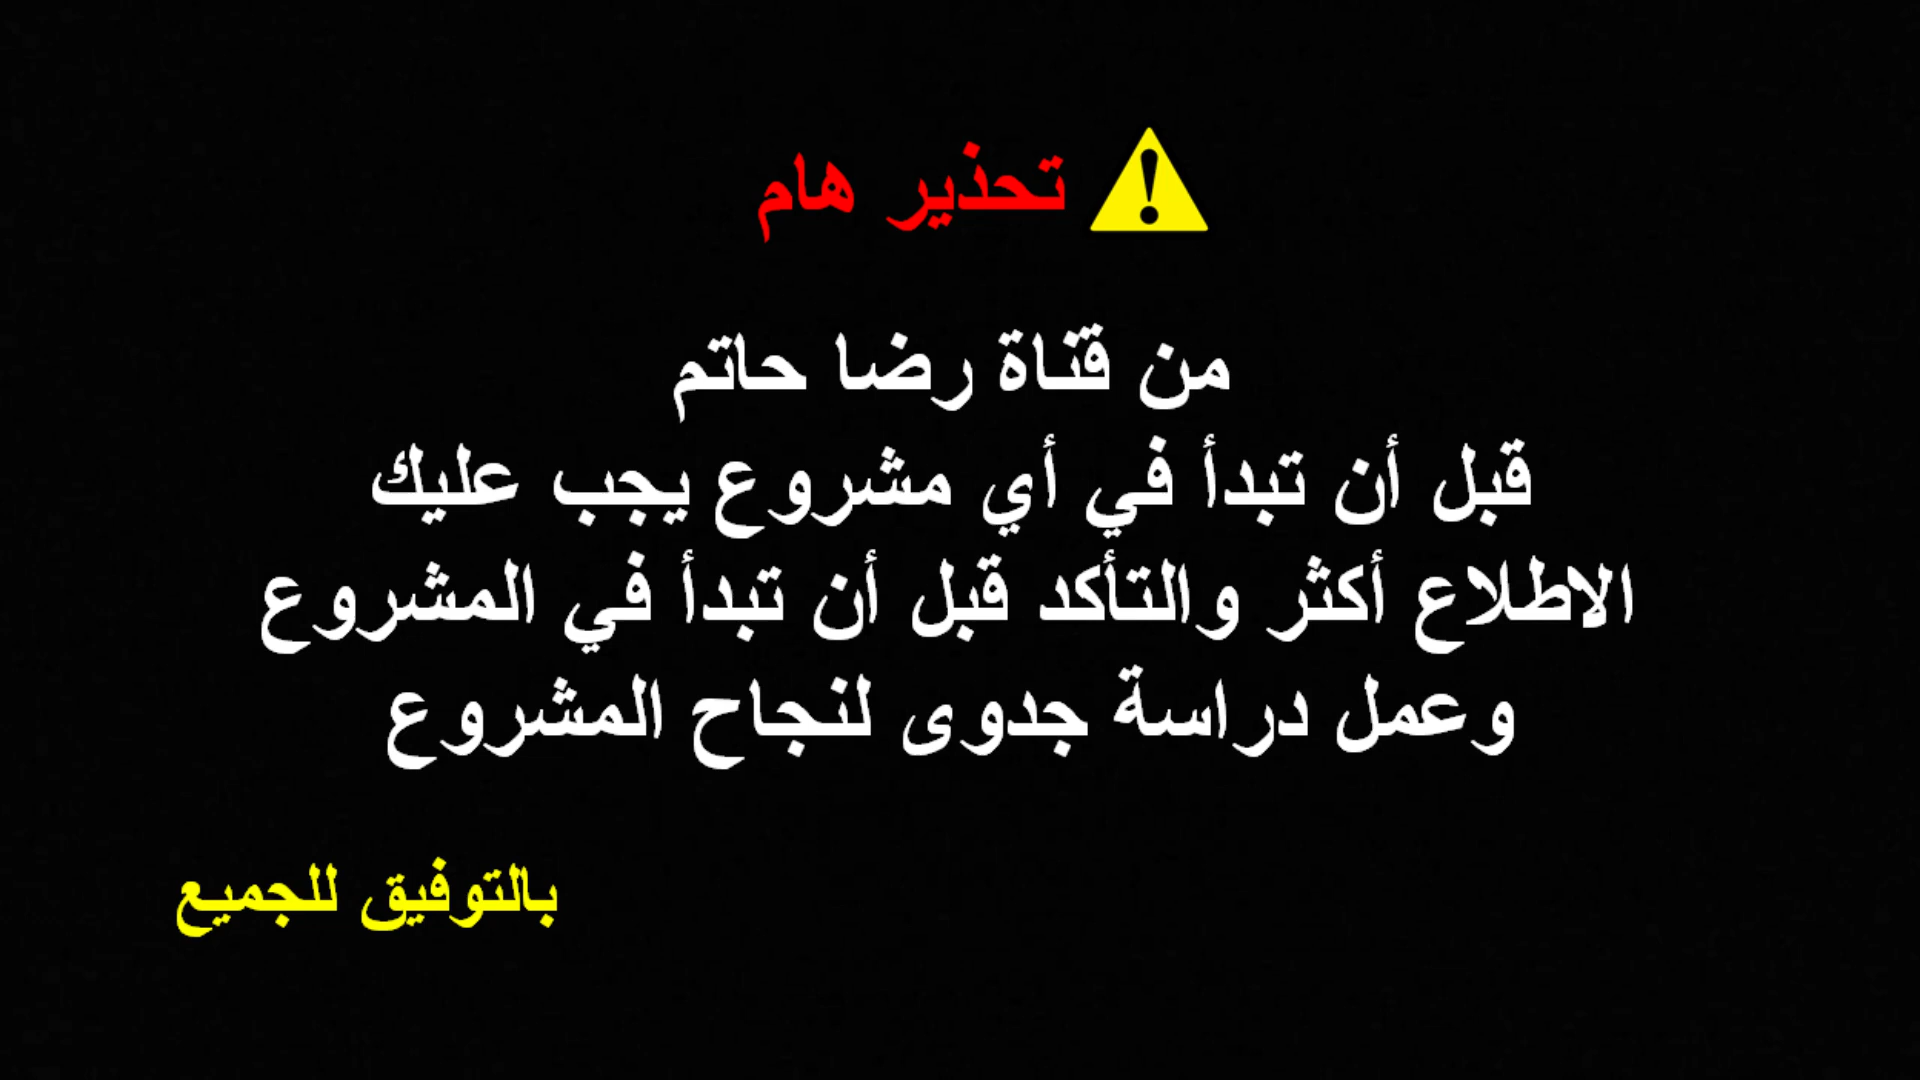 ⚠ تحذير هام
من قناة رضا حاتم
قبل أن تبدأ في أي مشروع يجب عليك
الاطلاع أكثر والتأكد قبل أن تبدأ في المشروع
وعمل دراسة جدوى لنجاح المشروع
بالتوفيق للجميع